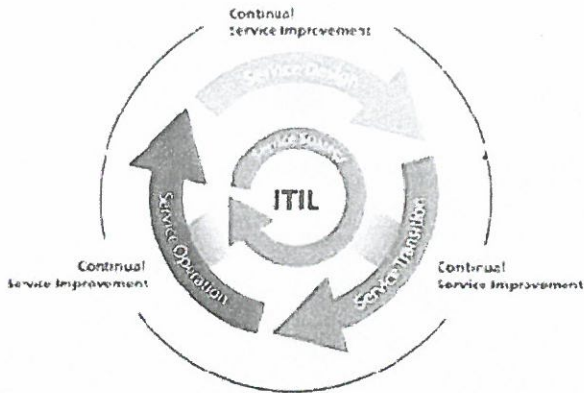 Continual
Service Improvement
Service Design
Service Strategy
ITIL
Service Transition
Service Operation
Continual
Service Improvement
Continual
Service Improvement